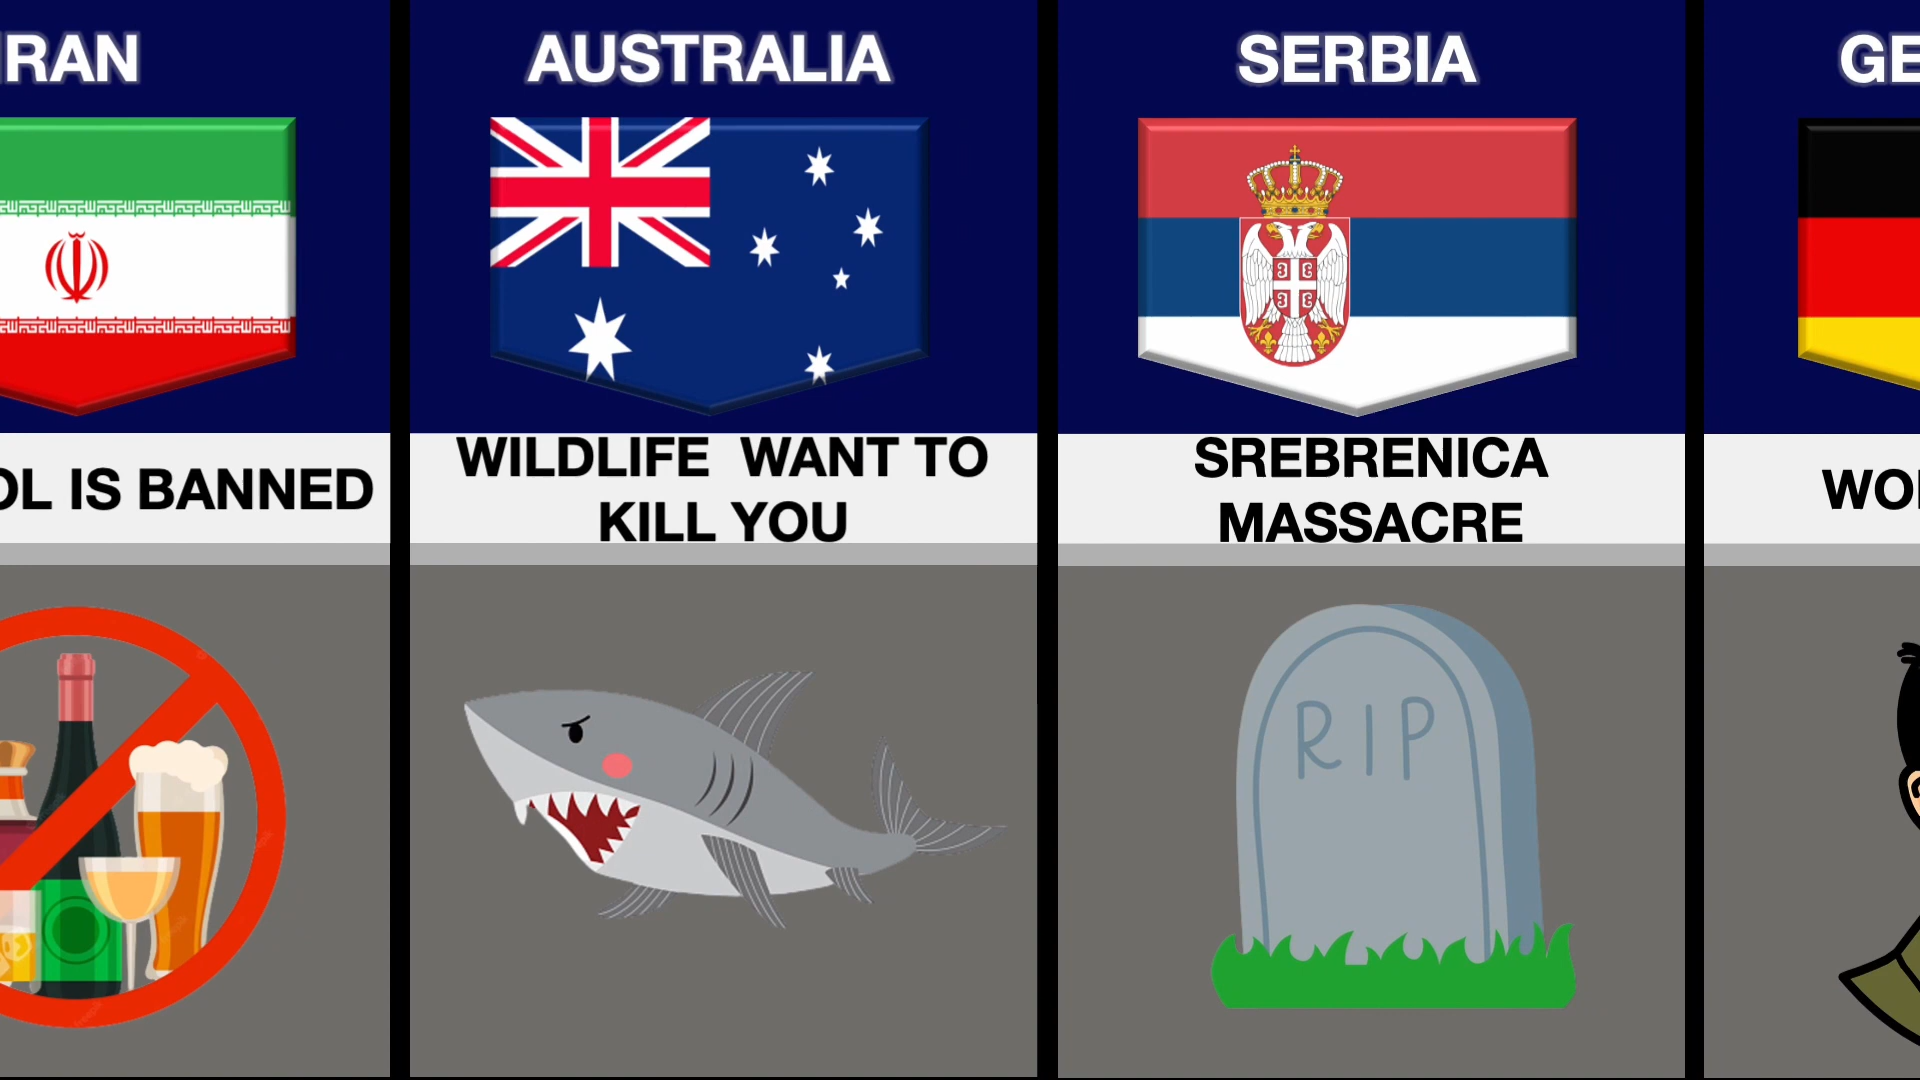 RAN
OL IS BANNED
AUSTRALIA
WILDLIFE  WANT TO
KILL YOU
SERBIA
SREBRENICA
MASSACRE
RIP
GE
WO